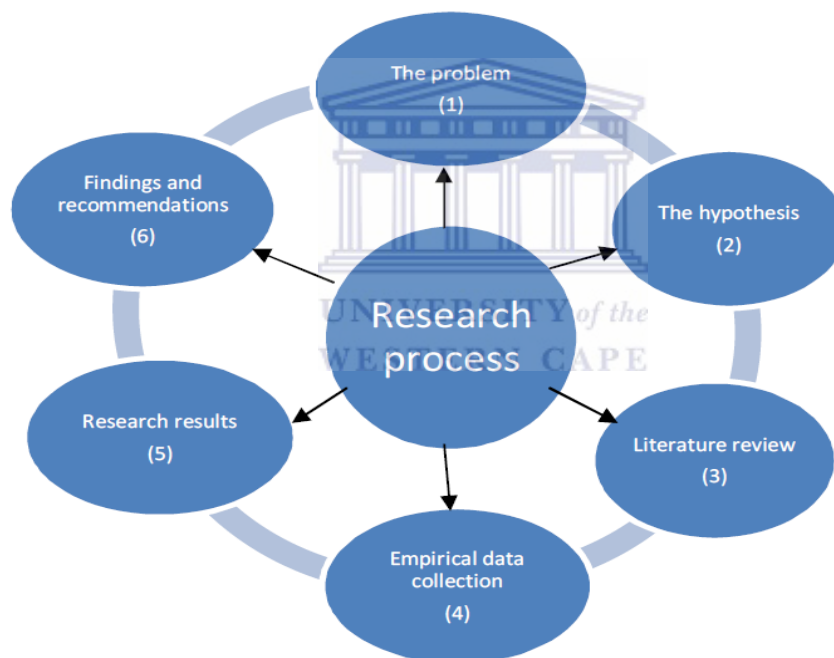 The problem
(1)
The hypothesis
(2)
Literature review
(3)
Empirical data
collection
(4)
Research results
(5)
Findings and
recommendations
(6)
Research
process
UNIVERSITY of the
WESTERN CAPE